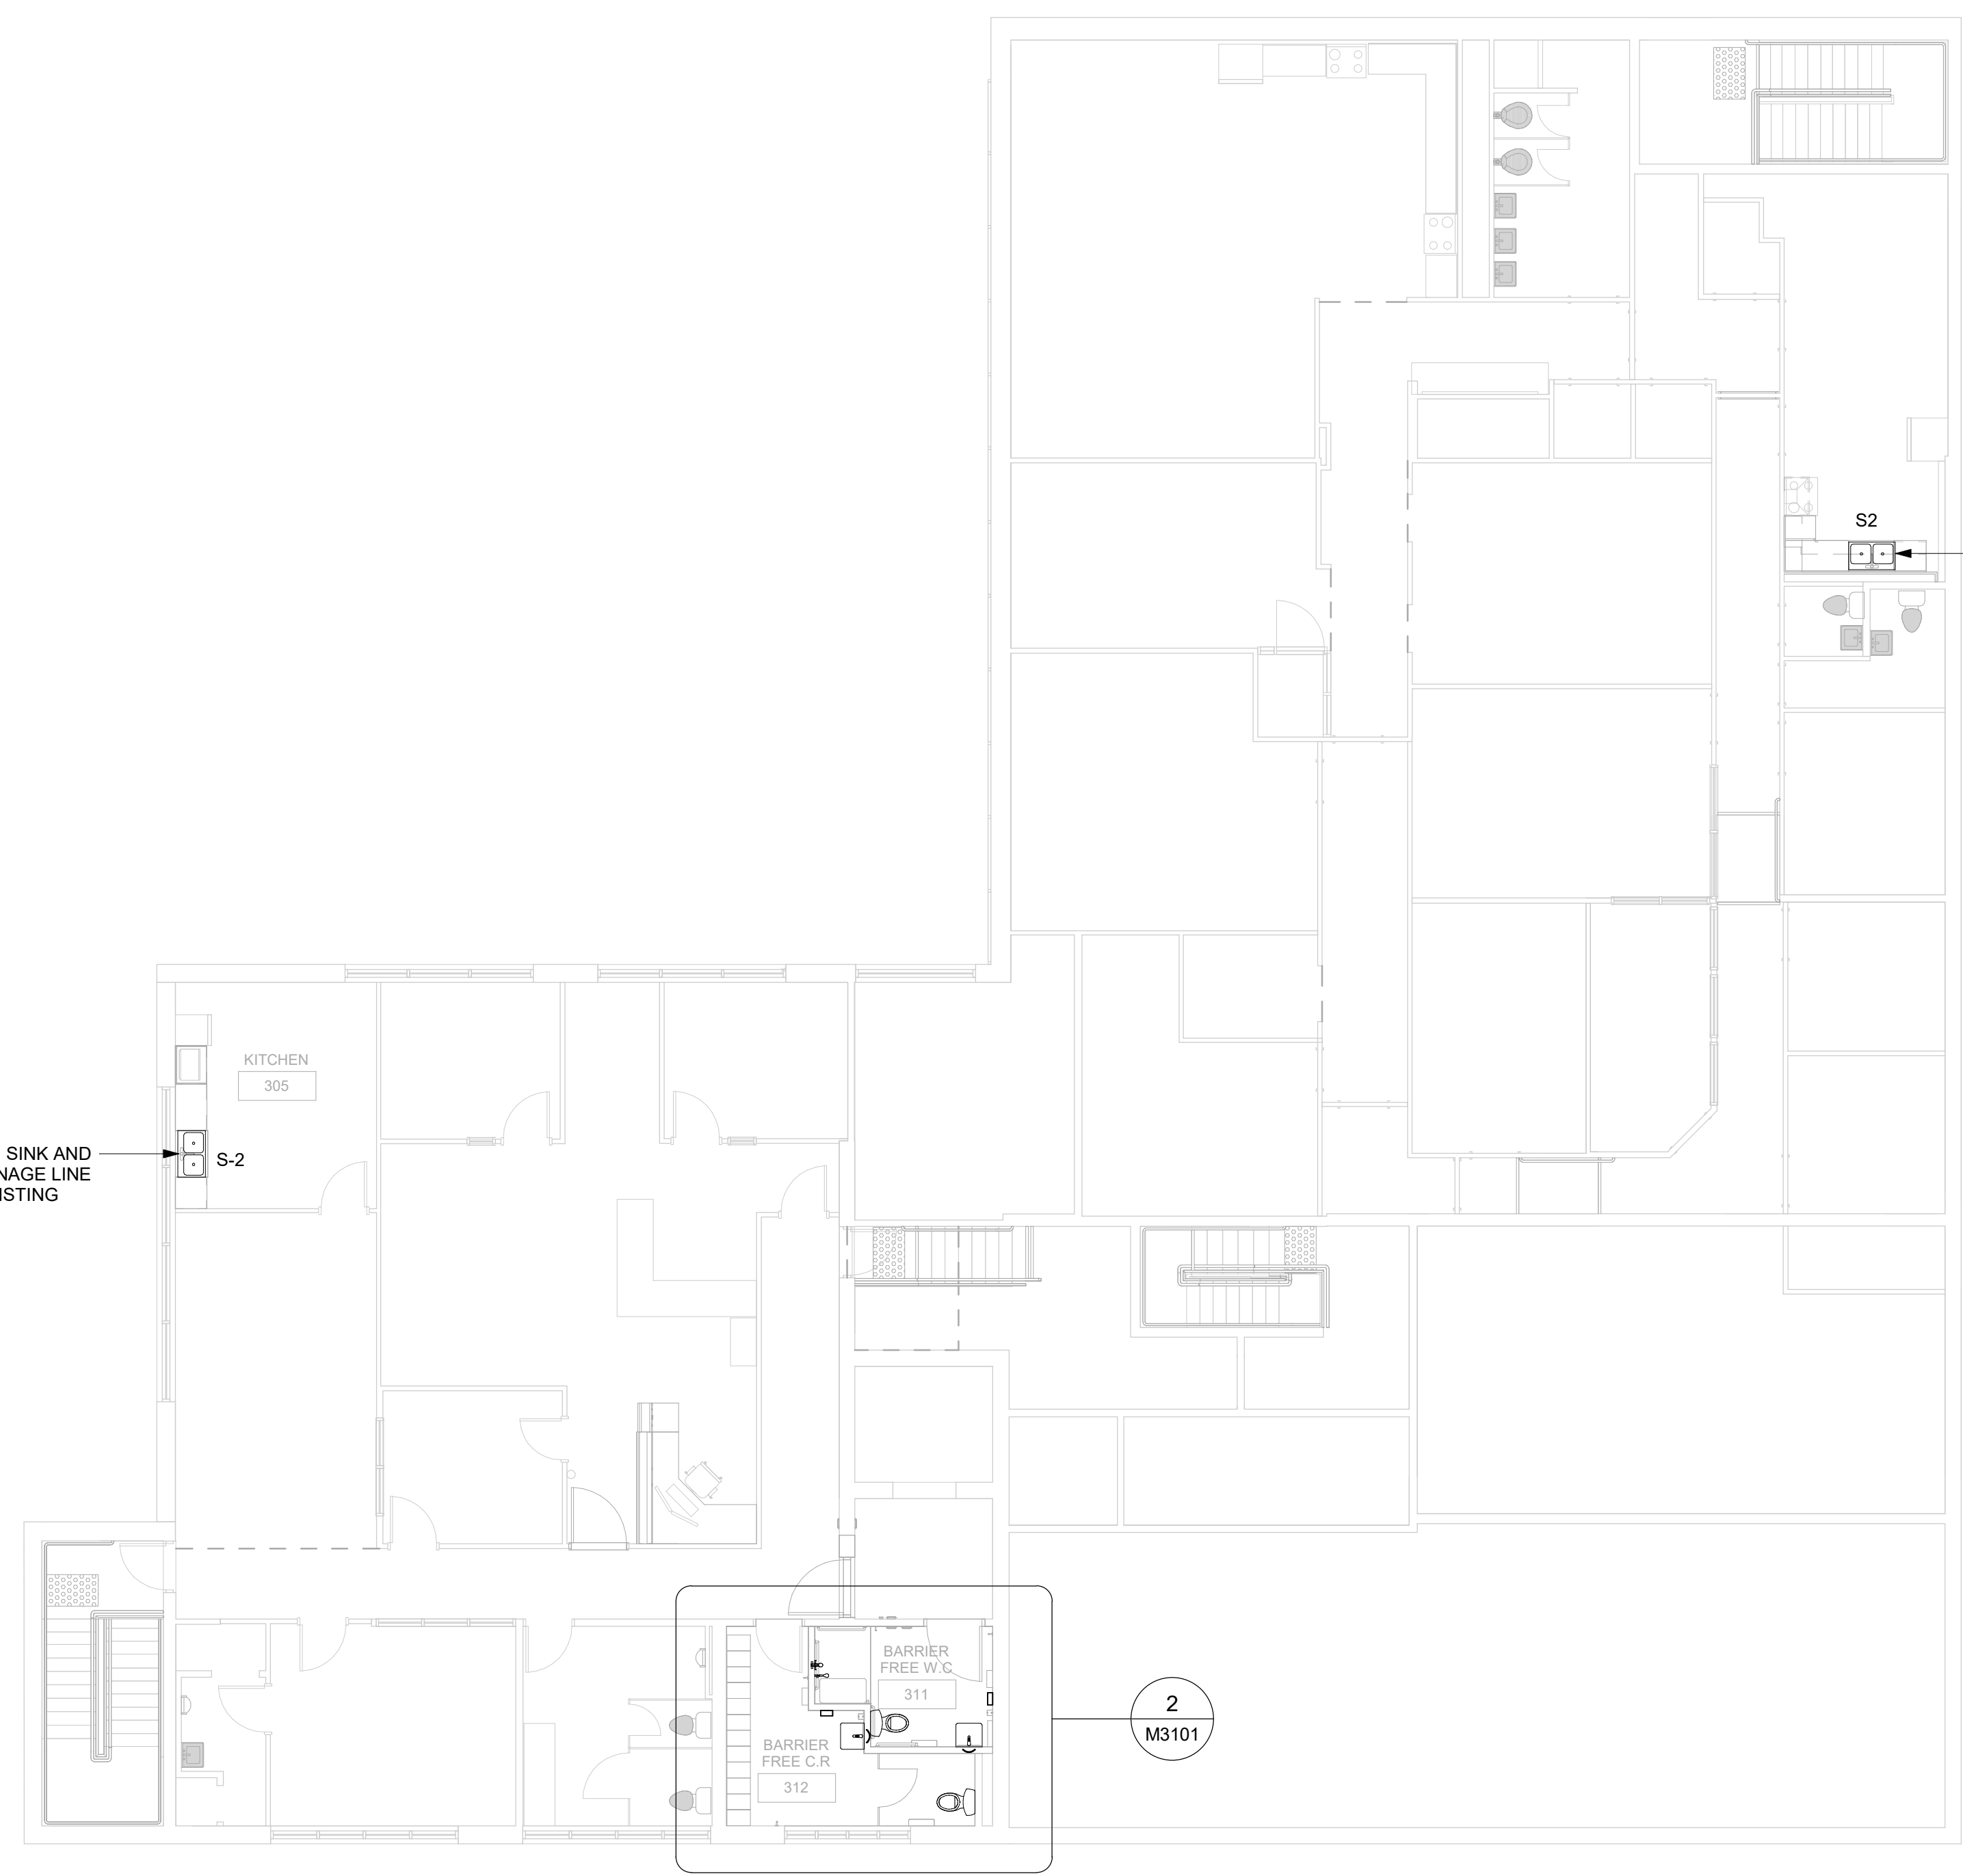 S2
KITCHEN
305
SINK AND
NAGE LINE
ISTING
S-2
BARRIER
FREE W.C
311
BARRIER
FREE C.R
312
2
M3101